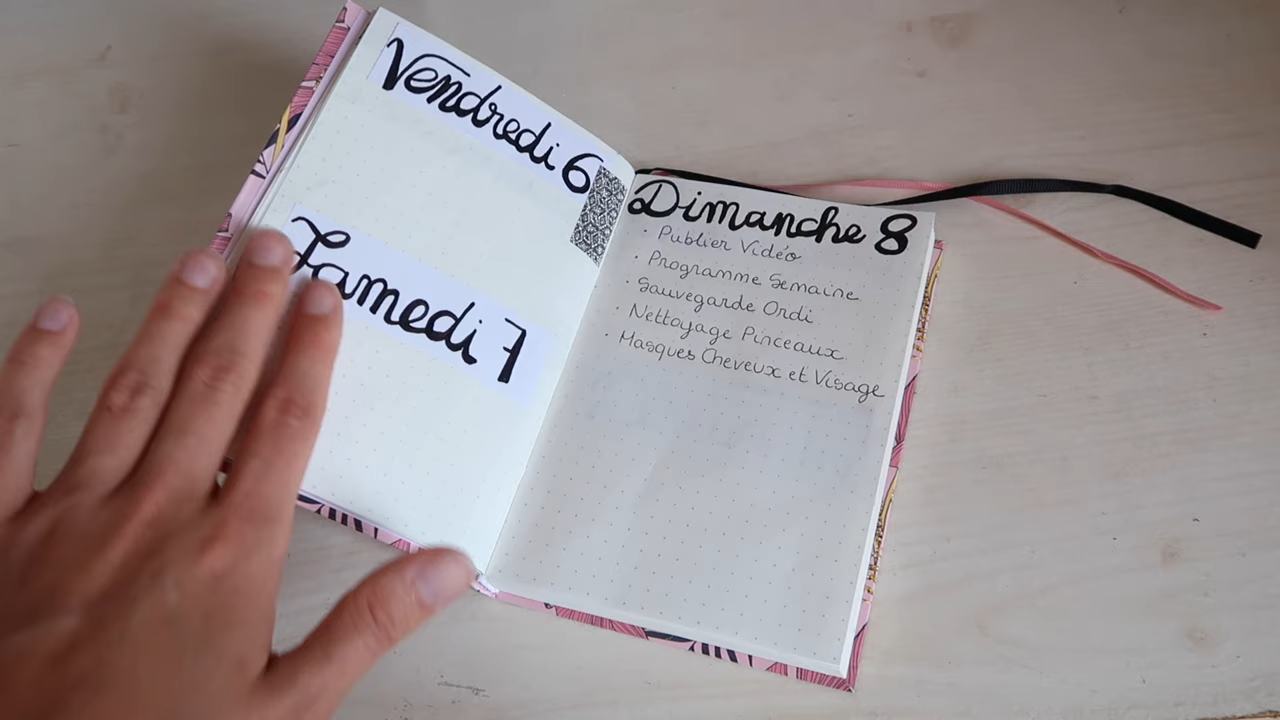 Vendredi 6
Samedi 7
Dimanche 8
· Publier Vidéo
· Programme Semaine
· Sauvegarde Ordi
· Nettoyage Pinceaux
· Masques Cheveux et Visage